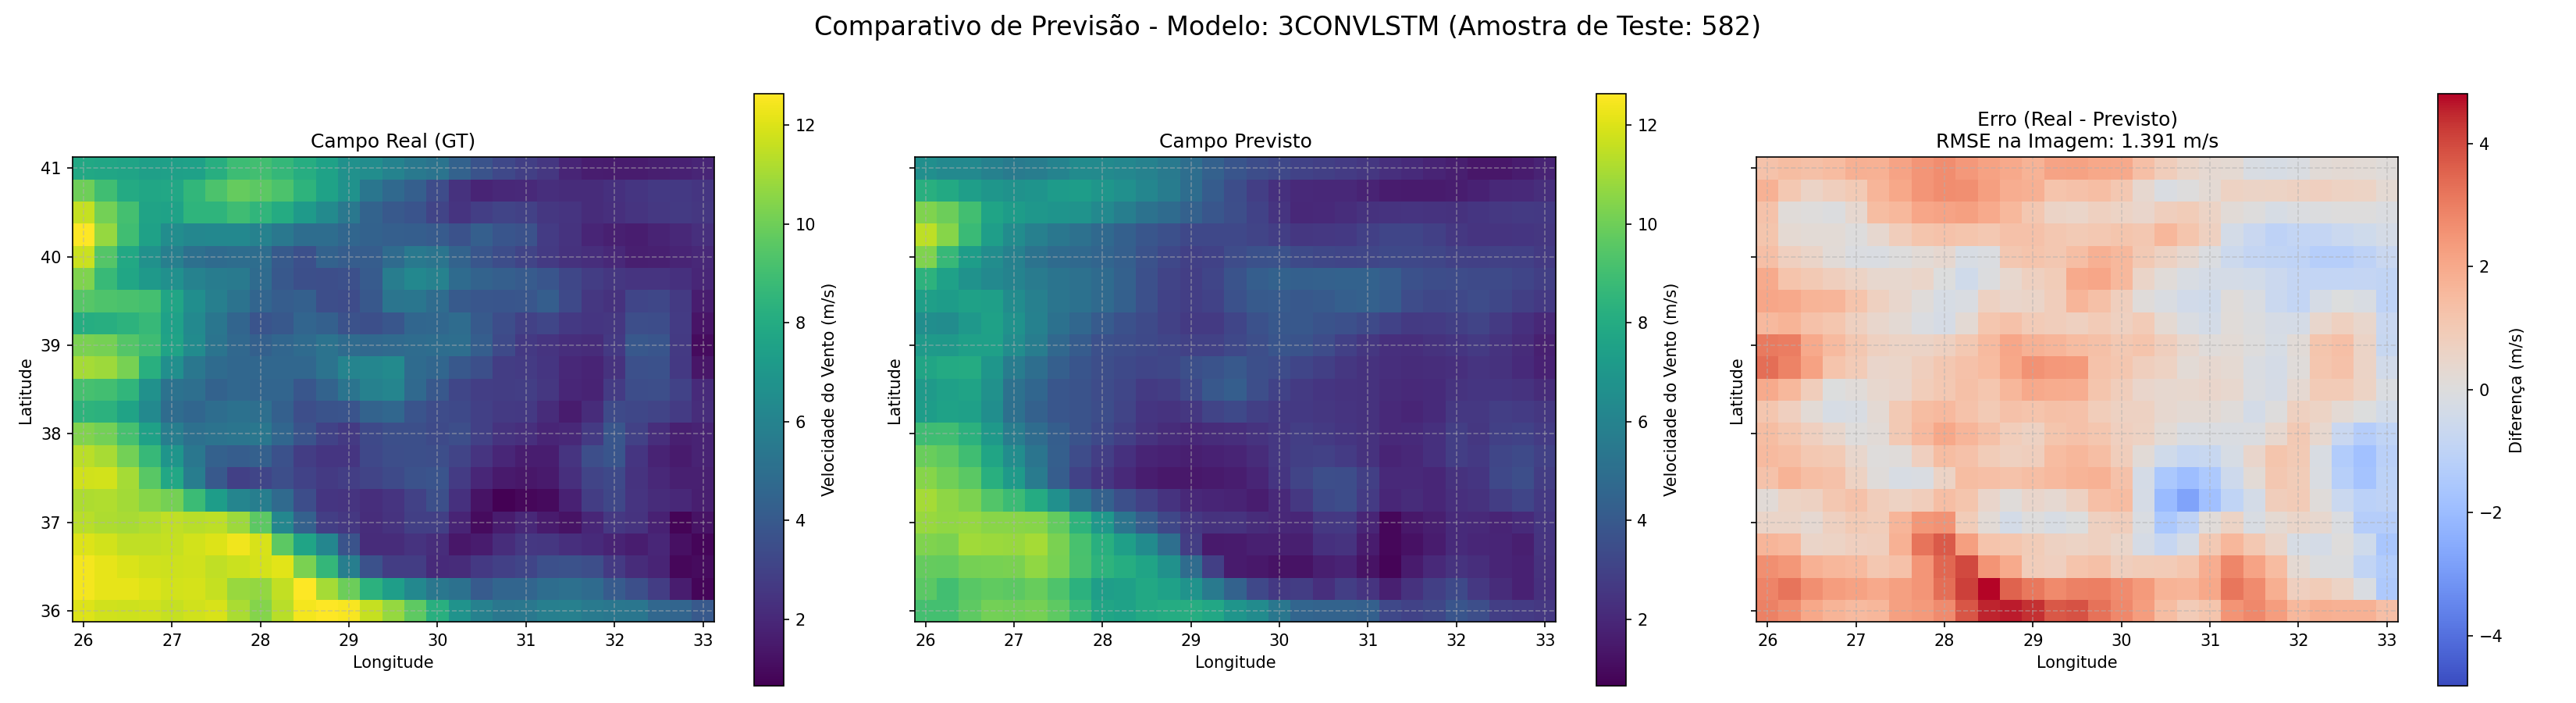 Comparativo de Previsão - Modelo: 3CONVLSTM (Amostra de Teste: 582)
Campo Real (GT)
41
40
39
38
37
36
Latitude
26 27 28 29 30 31 32 33
Longitude
12
10
8
6
4
2
Velocidade do Vento (m/s)
Campo Previsto
Latitude
26 27 28 29 30 31 32 33
Longitude
12
10
8
6
4
2
Velocidade do Vento (m/s)
Erro (Real - Previsto)
RMSE na Imagem: 1.391 m/s
Latitude
26 27 28 29 30 31 32 33
Longitude
4
2
0
−2
−4
Diferença (m/s)